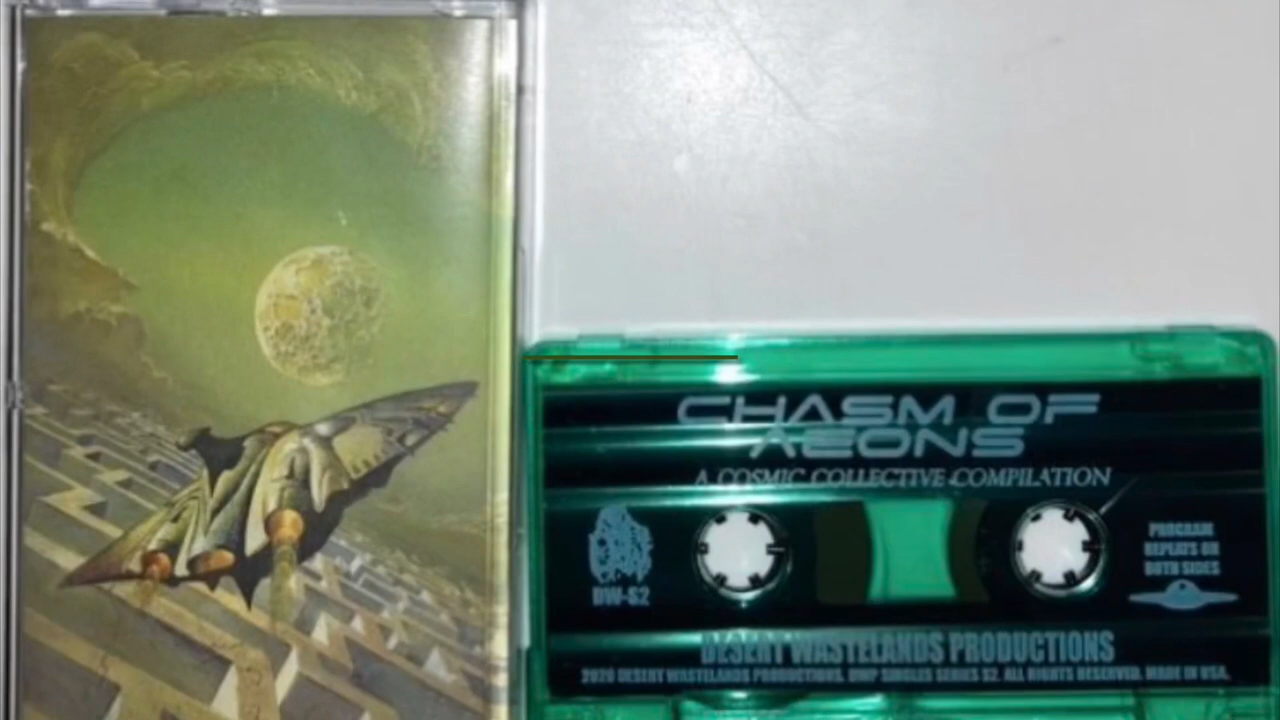 CHASM OF
AEONS
A COSMIC COLLECTIVE COMPILATION
PROGRAM
REPEATS ON
BOTH SIDES
DW-S2
DESERT WASTELANDS PRODUCTIONS
2020 DESERT WASTELANDS PRODUCTIONS. DWP SINGLES SERIES S2. ALL RIGHTS RESERVED. MADE IN USA.